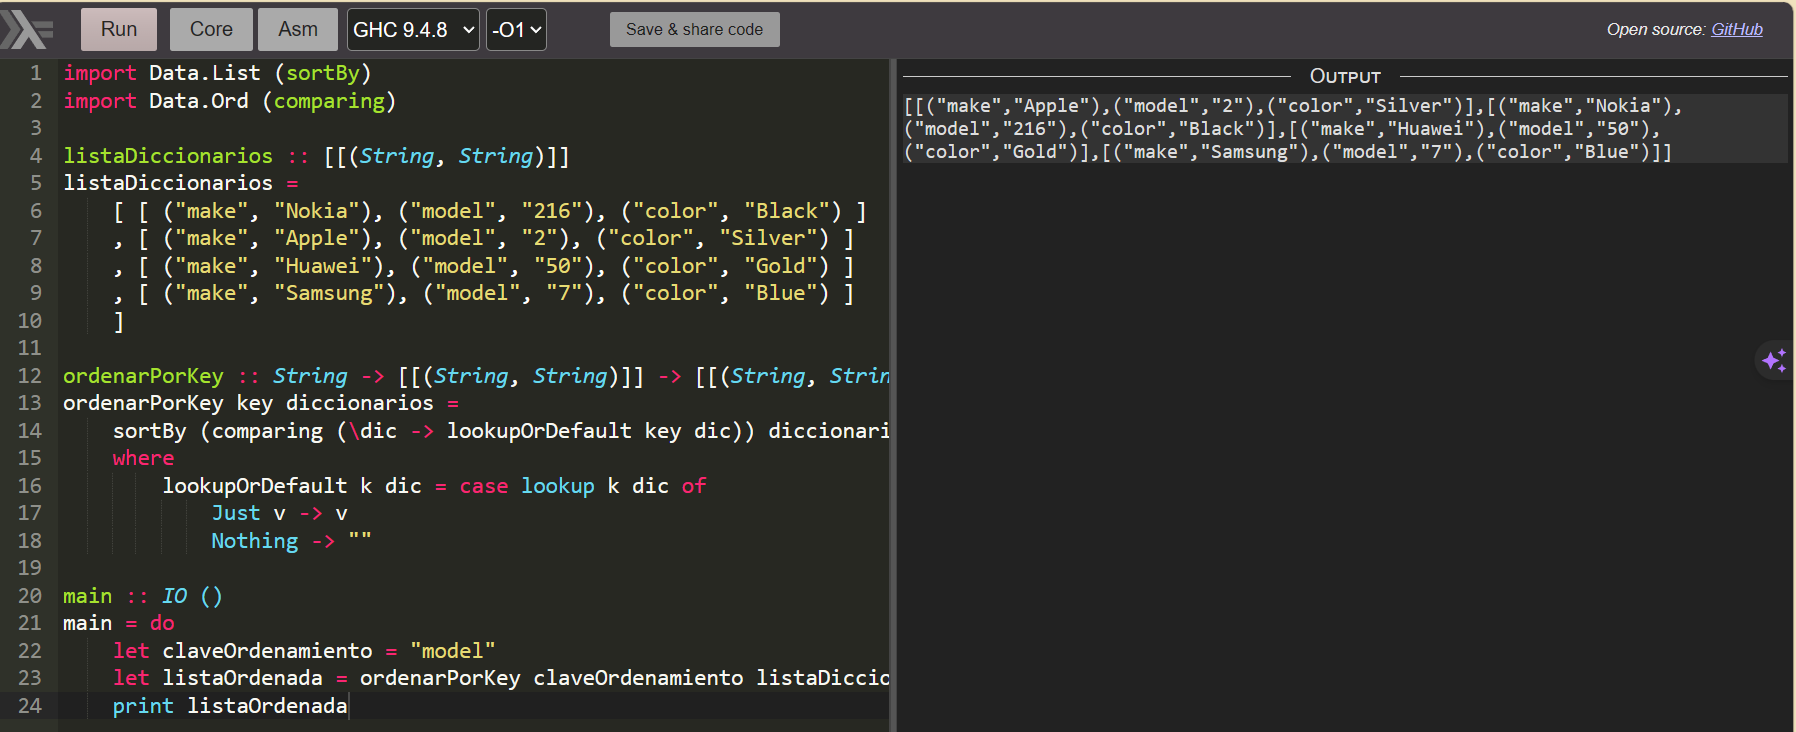 Run Core Asm GHC 9.4.8 -O1 Save & share code Open source: GitHub
1 import Data.List (sortBy)
2 import Data.Ord (comparing)
3
4 listaDiccionarios :: [[(String, String)]]
5 listaDiccionarios =
6     [ [ ("make", "Nokia"), ("model", "216"), ("color", "Black") ]
7     , [ ("make", "Apple"), ("model", "2"), ("color", "Silver") ]
8     , [ ("make", "Huawei"), ("model", "50"), ("color", "Gold") ]
9     , [ ("make", "Samsung"), ("model", "7"), ("color", "Blue") ]
10     ]
11
12 ordenarPorKey :: String -> [[(String, String)]] -> [[(String, Strin
13 ordenarPorKey key diccionarios =
14     sortBy (comparing (\dic -> lookupOrDefault key dic)) diccionari
15     where
16         lookupOrDefault k dic = case lookup k dic of
17             Just v -> v
18             Nothing -> ""
19
20 main :: IO ()
21 main = do
22     let claveOrdenamiento = "model"
23     let listaOrdenada = ordenarPorKey claveOrdenamiento listaDiccio
24     print listaOrdenada
OUTPUT
[[("make","Apple"),("model","2"),("color","Silver")],[("make","Nokia"),
("model","216"),("color","Black")],[("make","Huawei"),("model","50"),
("color","Gold")],[("make","Samsung"),("model","7"),("color","Blue")]]